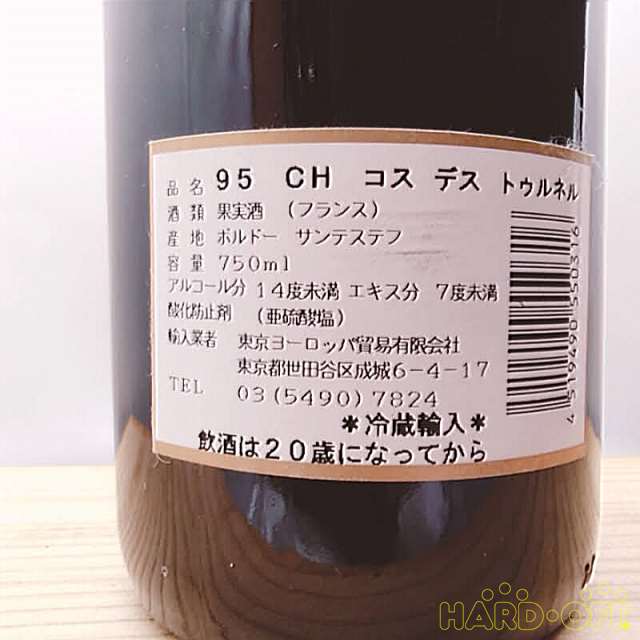 品名 95 CH コス デス トゥルネル
酒類 果実酒 (フランス)
産地 ボルドー サンテステフ
容量 750ml
アルコール分 14度未満 エキス分 7度未満
酸化防止剤 (亜硫酸塩)
輸入業者 東京ヨーロッパ貿易有限会社
東京都世田谷区成城6-4-17
TEL 03(5490)7824
*冷蔵輸入*
飲酒は20歳になってから
4 519490 550316
HARD·OFF